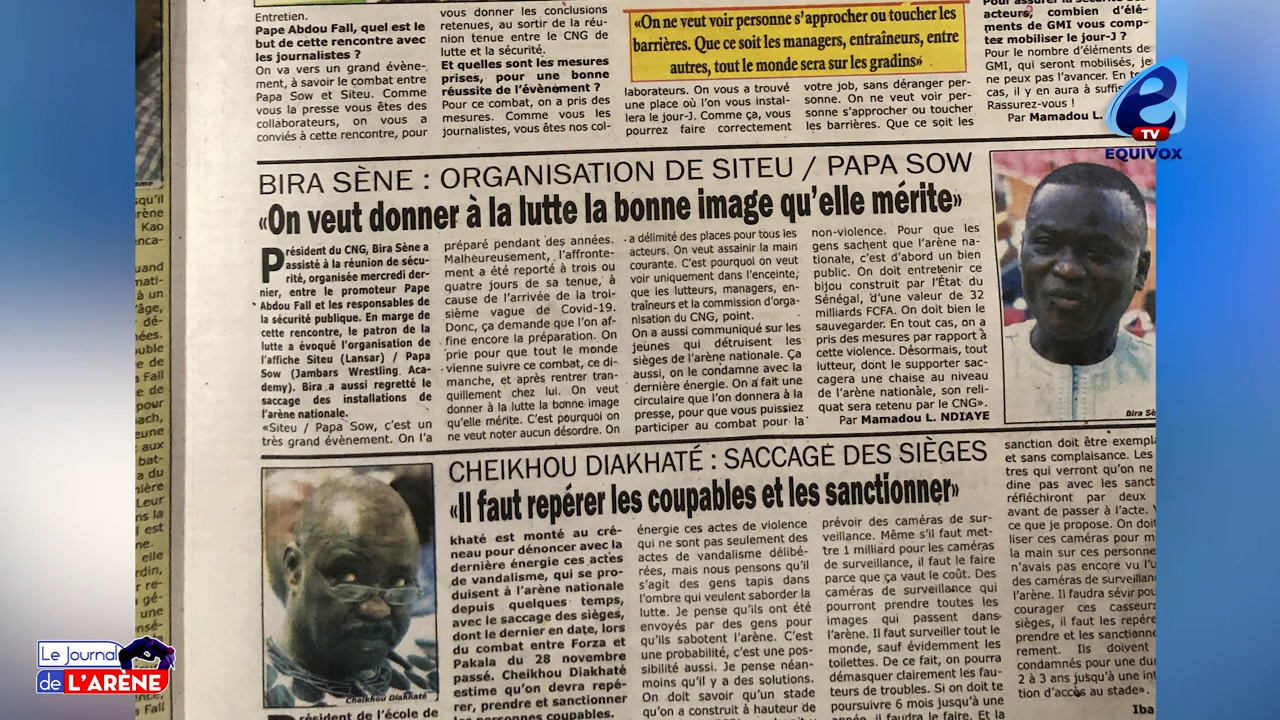 Entretien.
Pape Abdou Fall, quel est le
but de cette rencontre avec
les journalistes ?
On va vers un grand évène-
ment, à savoir le combat entre
Papa Sow et Siteu. Comme
vous la presse vous êtes des
collaborateurs, on vous a
conviés à cette rencontre, pour
vous donner les conclusions
retenues, au sortir de la réu-
nion tenue entre le CNG de
lutte et la sécurité.
Et quelles sont les mesures
prises, pour une bonne
réussite de l'évènement ?
Pour ce combat, on a pris des
mesures. Comme vous les
journalistes, vous êtes nos col-
«On ne veut voir personne s'approcher ou toucher les
barrières. Que ce soit les managers, entraîneurs, entre
autres, tout le monde sera sur les gradins»
laborateurs. On vous a trouvé
une place où l'on vous instal-
lera le jour-J. Comme ça, vous
pourrez faire correctement
votre job, sans déranger per-
sonne. On ne veut voir per-
sonne s'approcher ou toucher
les barrières. Que ce soit les
acteurs, combien d'élé-
ments de GMI vous comp-
tez mobiliser le jour-J ?
Pour le nombre d'éléments de
GMI, qui seront mobilisés, je
ne peux pas l'avancer. En to
cas, il y en aura à suffis
Rassurez-vous !
Par Mamadou L.
e
TV
EQUIVOX
BIRA SÈNE : ORGANISATION DE SITEU / PAPA SOW
«On veut donner à la lutte la bonne image qu'elle mérite»
Président du CNG, Bira Sène a
assisté à la réunion de sécu-
rité, organisée mercredi der-
nier, entre le promoteur Pape
Abdou Fall et les responsables de
la sécurité publique. En marge de
cette rencontre, le patron de la
lutte a évoqué l'organisation de
l'affiche Siteu (Lansar) / Papa
Sow (Jambars Wrestling Aca-
demy). Bira a aussi regretté le
saccage des installations de
l'arène nationale.
«Siteu / Papa Sow, c'est un
très grand évènement. On l'a
préparé pendant des années.
Malheureusement, l'affronte-
ment a été reporté à trois ou
quatre jours de sa tenue, à
cause de l'arrivée de la troi-
sième vague de Covid-19.
Donc, ça demande que l'on af-
fine encore la préparation. On
prie pour que tout le monde
vienne suivre ce combat, ce di-
manche, et après rentrer tran-
quillement chez lui. On veut
donner à la lutte la bonne image
qu'elle mérite. C'est pourquoi on
ne veut noter aucun désordre. On
a délimité des places pour tous les
acteurs. On veut assainir la main
courante. C'est pourquoi on veut
voir uniquement dans l'enceinte,
que les lutteurs, managers, en-
traîneurs et la commission d'orga-
nisation du CNG, point.
On a aussi communiqué sur les
jeunes qui détruisent les
sièges de l'arène nationale. Ça
aussi, on le condamne avec la
dernière énergie. On a fait une
circulaire que l'on donnera à la
presse, pour que vous puissiez
participer au combat pour la
non-violence. Pour que les
gens sachent que l'arène na-
tionale, c'est d'abord un bien
public. On doit entretenir ce
bijou construit par l'État du
Sénégal, d'une valeur de 32
milliards FCFA. On doit bien le
sauvegarder. En tout cas, on a
pris des mesures par rapport à
cette violence. Désormais, tout
lutteur, dont le supporter sac-
cagera une chaise au niveau
de l'arène nationale, son reli-
quat sera retenu par le CNG».
Par Mamadou L. NDIAYE
Bira Sè
CHEIKHOU DIAKHATÉ : SACCAGE DES SIÈGES
«Il faut repérer les coupables et les sanctionner»
Cheikhou Diakhaté
résident de l'école de
khaté est monté au cré-
neau pour dénoncer avec la
dernière énergie ces actes
de vandalisme, qui se pro-
duisent à l'arène nationale
depuis quelques temps,
avec le saccage des sièges,
dont le dernier en date, lors
du combat entre Forza et
Pakala du 28 novembre
passé. Cheikhou Diakhaté
estime qu'on devra repé-
rer, prendre et sanctionner
les personnes coupables.
énergie ces actes de violence
qui ne sont pas seulement des
actes de vandalisme délibé-
rées, mais nous pensons qu'il
s'agit des gens tapis dans
l'ombre qui veulent saborder la
lutte. Je pense qu'ils ont été
envoyés par des gens pour
qu'ils sabotent l'arène. C'est
une probabilité, c'est une pos-
sibilité aussi. Je pense néan-
moins qu'il y a des solutions.
On doit savoir qu'un stade
qu'on a construit à hauteur de
prévoir des caméras de sur-
veillance. Même s'il faut met-
tre 1 milliard pour les caméras
de surveillance, il faut le faire
parce que ça vaut le coût. Des
caméras de surveillance qui
pourront prendre toutes les
images qui passent dans
l'arène. Il faut surveiller tout le
monde, sauf évidemment les
toilettes. De ce fait, on pourra
démasquer clairement les fau-
teurs de troubles. Si on doit te
poursuivre 6 mois jusqu'à une
année, il faudra le faire. Et la
sanction doit être exempla
et sans complaisance. Les
tres qui verront qu'on ne
dine pas avec les sanct
réfléchiront par deux
avant de passer à l'acte.
ce que je propose. On doit
liser ces caméras pour m
la main sur ces personne
n'avais pas encore vu l'u
des caméras de surveillan
l'arène. Il faudra sévir pou
courager ces casseurs
sièges, il faut les repére
prendre et les sanctionne
rement. Ils doivent
condamnés pour une dur
2 à 3 ans jusqu'à une int
tion d'accès au stade».
Iba
Le Journal
de L'ARÈNE